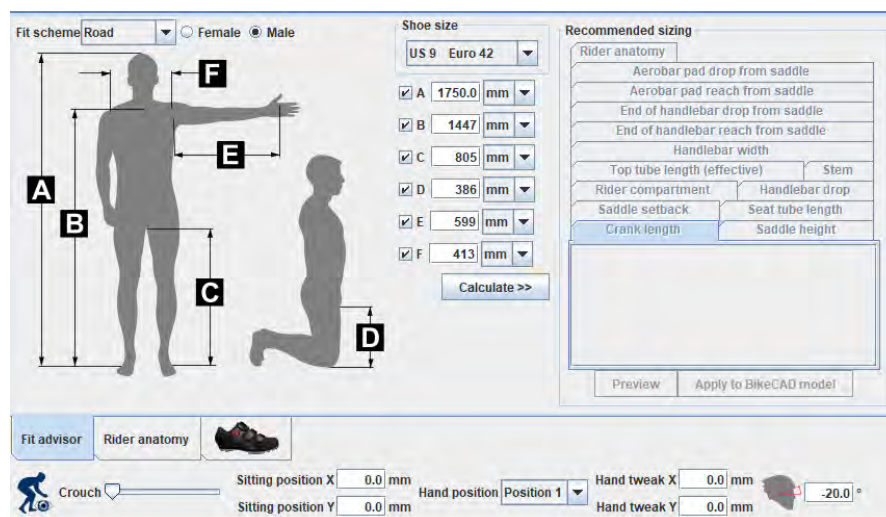 Fit scheme Road Female Male
F
A
B
E
C
D
Shoe size
US 9 Euro 42
A 1750.0 mm
B 1447 mm
C 805 mm
D 386 mm
E 599 mm
F 413 mm
Calculate >>
Recommended sizing
Rider anatomy
Aerobar pad drop from saddle
Aerobar pad reach from saddle
End of handlebar drop from saddle
End of handlebar reach from saddle
Handlebar width
Top tube length (effective) Stem
Rider compartment Handlebar drop
Saddle setback Seat tube length
Crank length Saddle height
Preview Apply to BikeCAD model
Fit advisor Rider anatomy
Crouch
Sitting position X 0.0 mm
Sitting position Y 0.0 mm
Hand position Position 1
Hand tweak X 0.0 mm
Hand tweak Y 0.0 mm
-20.0 °